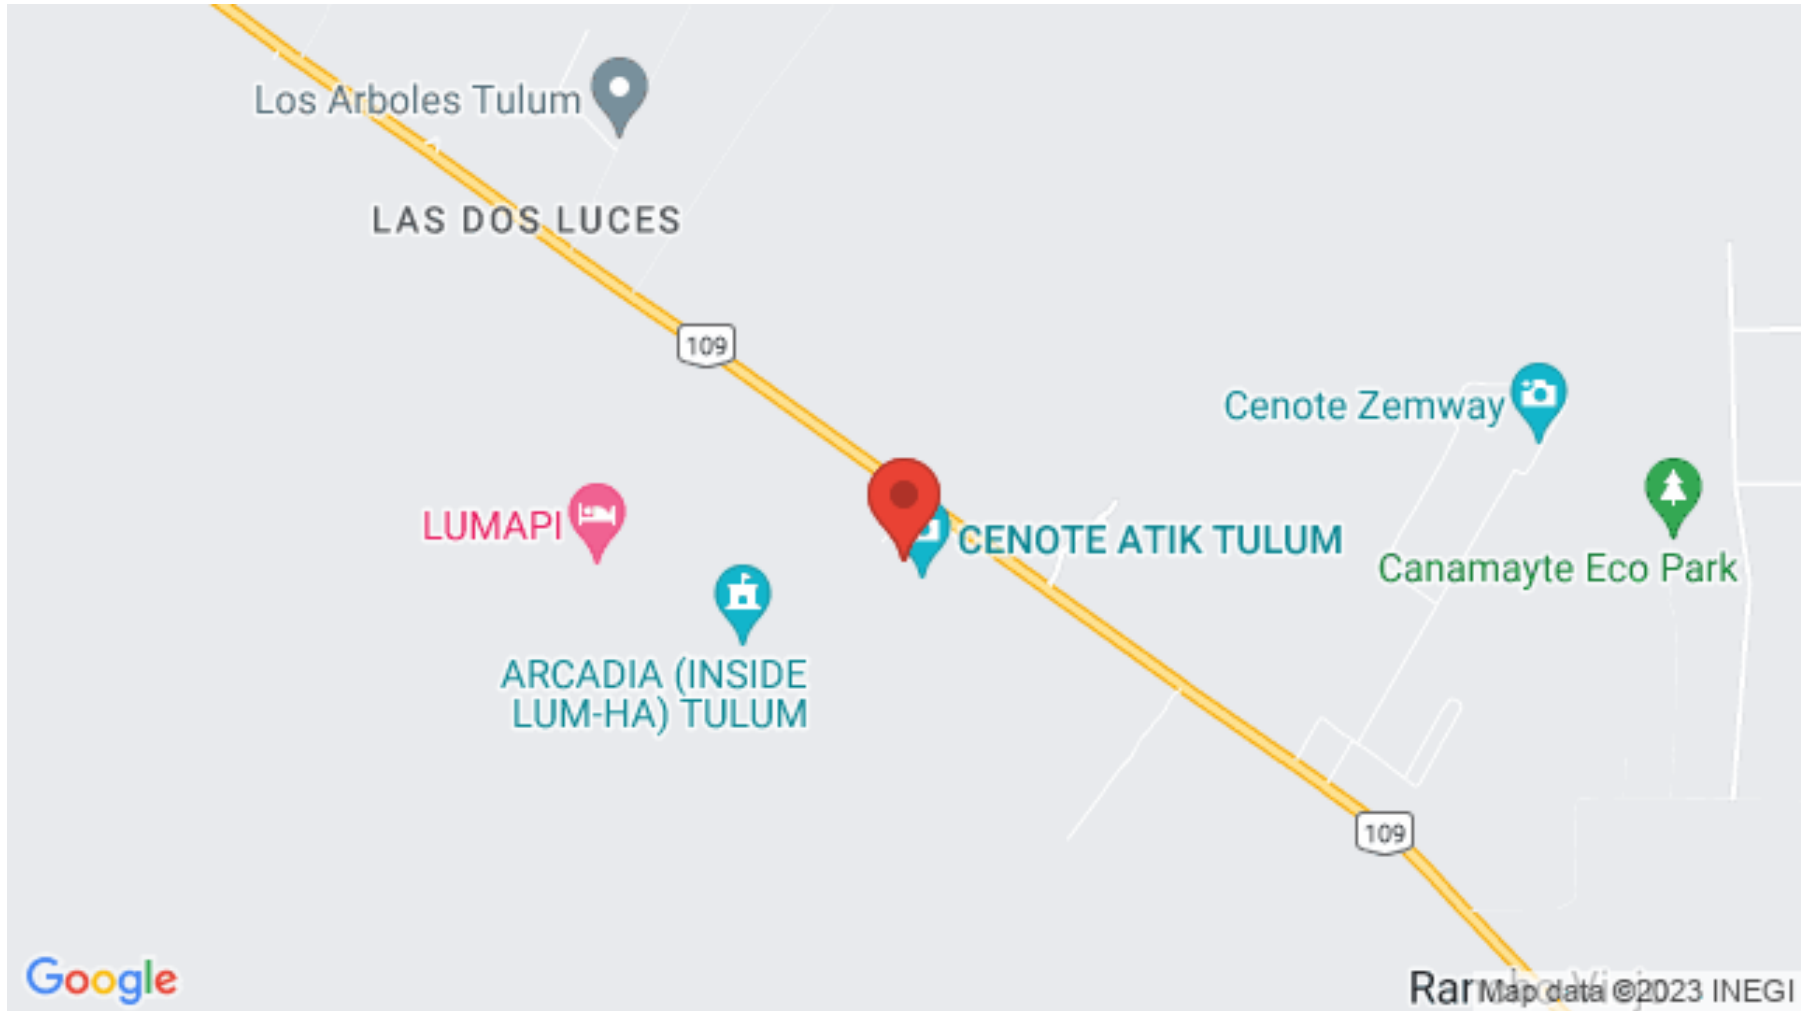 Los Arboles Tulum
LAS DOS LUCES
109
Cenote Zemway
LUMAPI
CENOTE ATIK TULUM
Canamayte Eco Park
ARCADIA (INSIDE
LUM-HA) TULUM
109
Google
Map data ©2023 INEGI